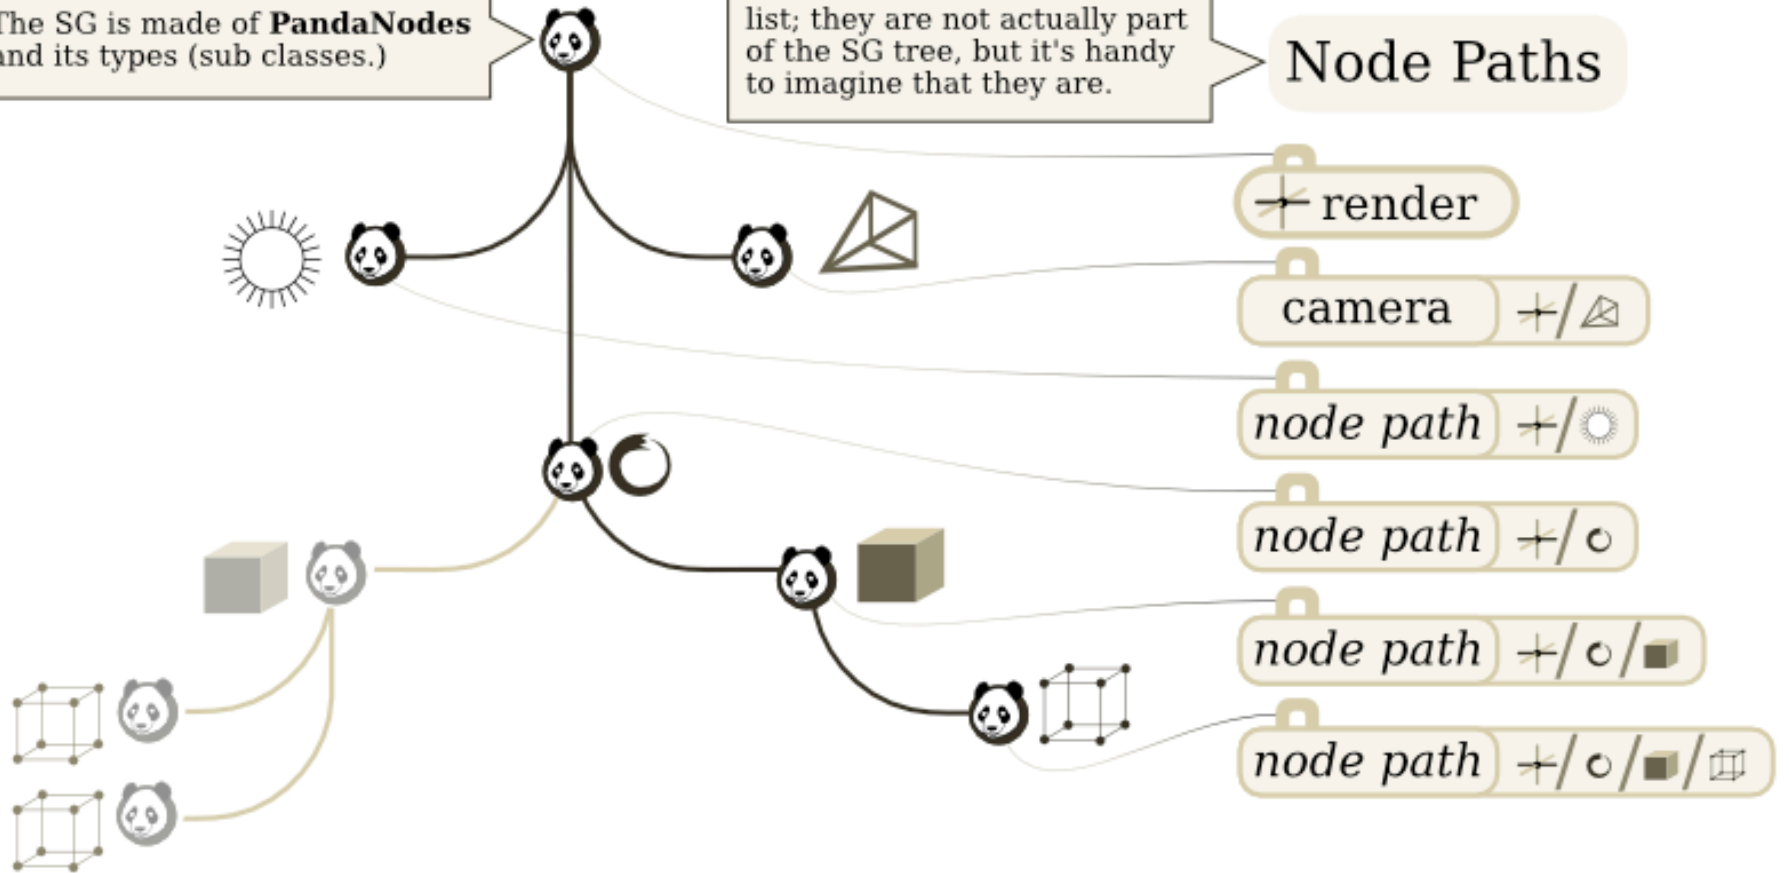 The SG is made of PandaNodes
and its types (sub classes.)
list; they are not actually part
of the SG tree, but it's handy
to imagine that they are.
Node Paths
render
camera
node path
node path
node path
node path